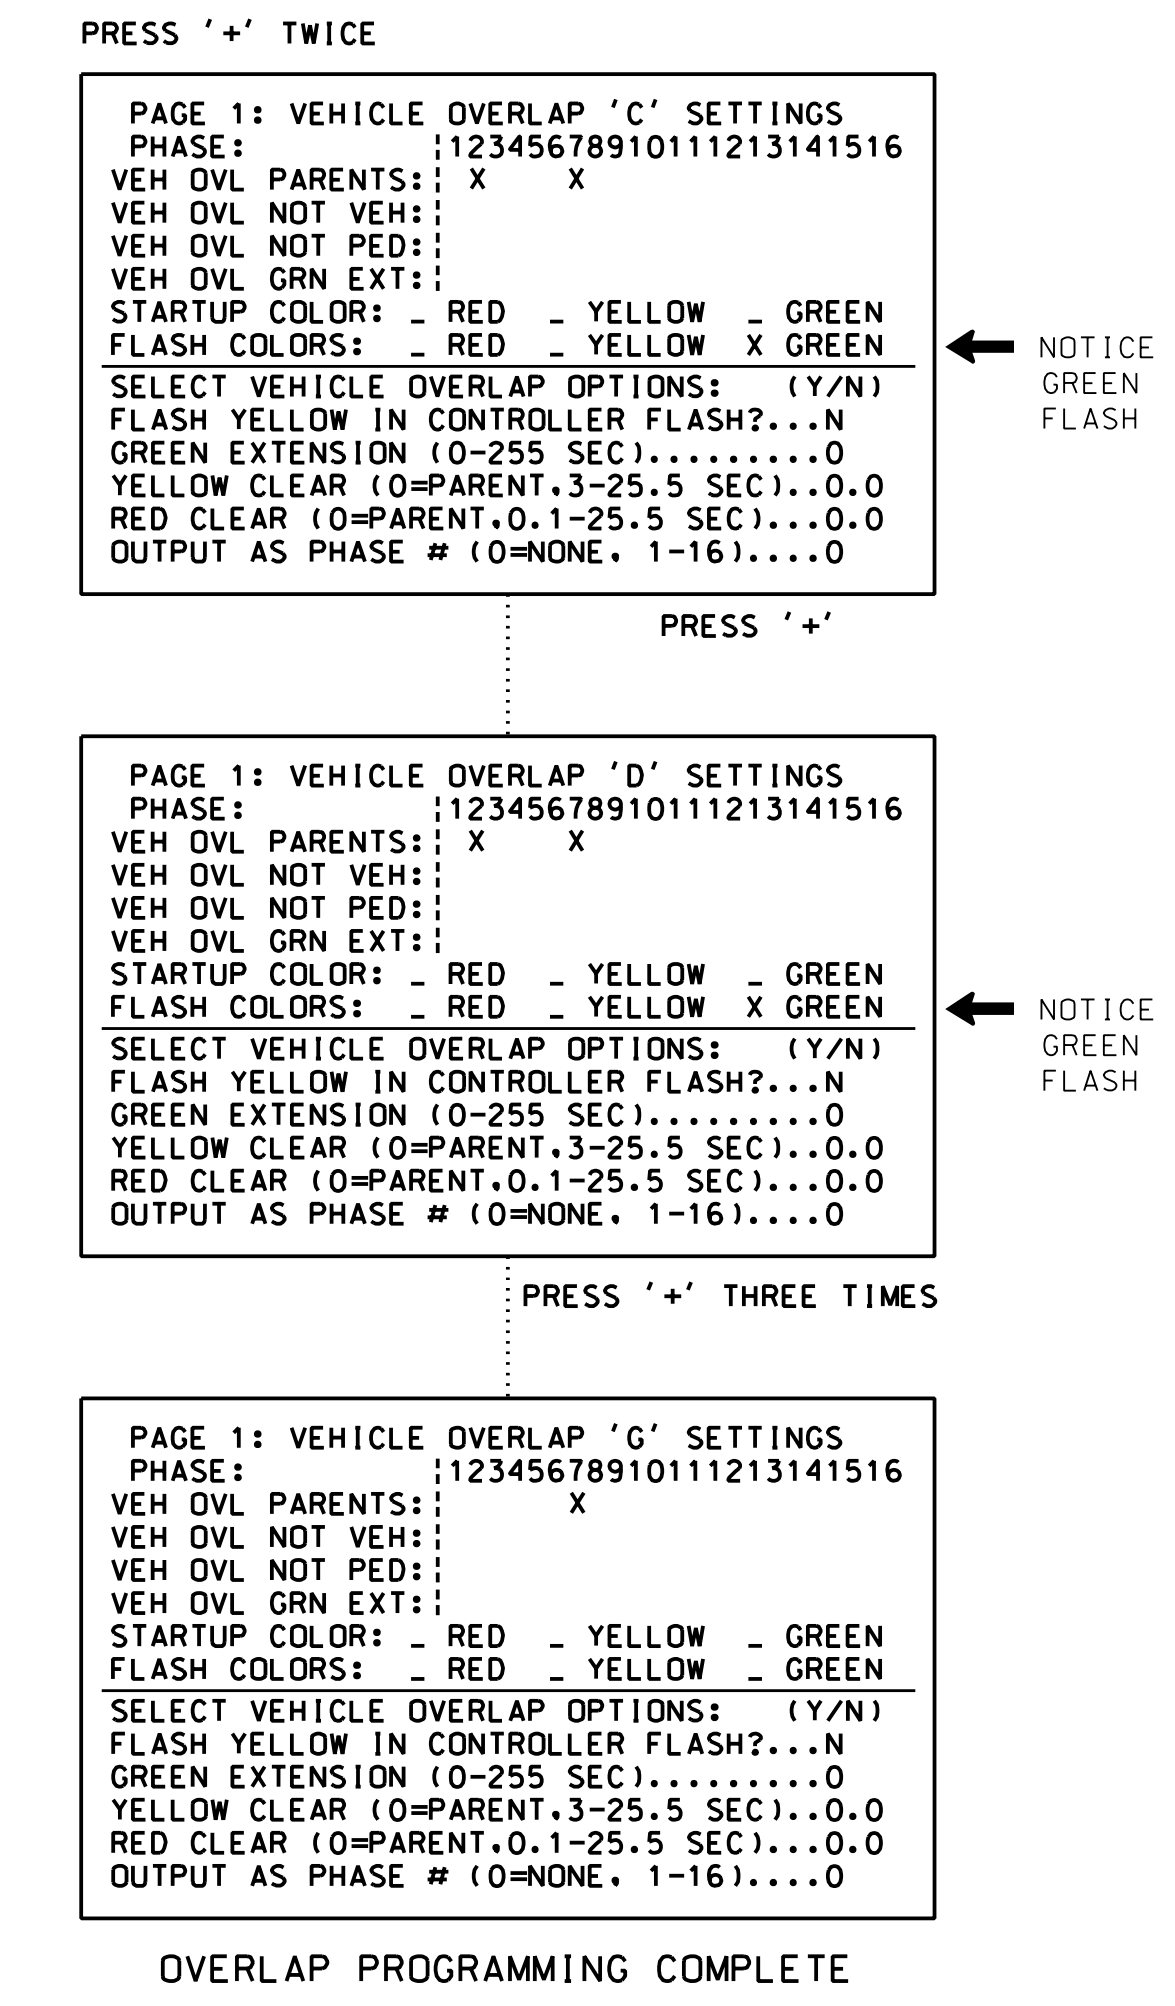 PRESS '+' TWICE
PAGE 1: VEHICLE OVERLAP 'C' SETTINGS
PHASE: ¦12345678910111213141516
VEH OVL PARENTS:¦ X X
VEH OVL NOT VEH:¦
VEH OVL NOT PED:¦
VEH OVL GRN EXT:¦
STARTUP COLOR: _ RED _ YELLOW _ GREEN
FLASH COLORS: _ RED _ YELLOW X GREEN
NOTICE
GREEN
FLASH
SELECT VEHICLE OVERLAP OPTIONS: (Y/N)
FLASH YELLOW IN CONTROLLER FLASH?...N
GREEN EXTENSION (0-255 SEC).........0
YELLOW CLEAR (0=PARENT,3-25.5 SEC)..0.0
RED CLEAR (0=PARENT,0.1-25.5 SEC)...0.0
OUTPUT AS PHASE # (0=NONE, 1-16)....0
PRESS '+'
PAGE 1: VEHICLE OVERLAP 'D' SETTINGS
PHASE: ¦12345678910111213141516
VEH OVL PARENTS:¦ X X
VEH OVL NOT VEH:¦
VEH OVL NOT PED:¦
VEH OVL GRN EXT:¦
STARTUP COLOR: _ RED _ YELLOW _ GREEN
FLASH COLORS: _ RED _ YELLOW X GREEN
NOTICE
GREEN
FLASH
SELECT VEHICLE OVERLAP OPTIONS: (Y/N)
FLASH YELLOW IN CONTROLLER FLASH?...N
GREEN EXTENSION (0-255 SEC).........0
YELLOW CLEAR (0=PARENT,3-25.5 SEC)..0.0
RED CLEAR (0=PARENT,0.1-25.5 SEC)...0.0
OUTPUT AS PHASE # (0=NONE, 1-16)....0
PRESS '+' THREE TIMES
PAGE 1: VEHICLE OVERLAP 'G' SETTINGS
PHASE: ¦12345678910111213141516
VEH OVL PARENTS:¦ X
VEH OVL NOT VEH:¦
VEH OVL NOT PED:¦
VEH OVL GRN EXT:¦
STARTUP COLOR: _ RED _ YELLOW _ GREEN
FLASH COLORS: _ RED _ YELLOW _ GREEN
SELECT VEHICLE OVERLAP OPTIONS: (Y/N)
FLASH YELLOW IN CONTROLLER FLASH?...N
GREEN EXTENSION (0-255 SEC).........0
YELLOW CLEAR (0=PARENT,3-25.5 SEC)..0.0
RED CLEAR (0=PARENT,0.1-25.5 SEC)...0.0
OUTPUT AS PHASE # (0=NONE, 1-16)....0
OVERLAP PROGRAMMING COMPLETE